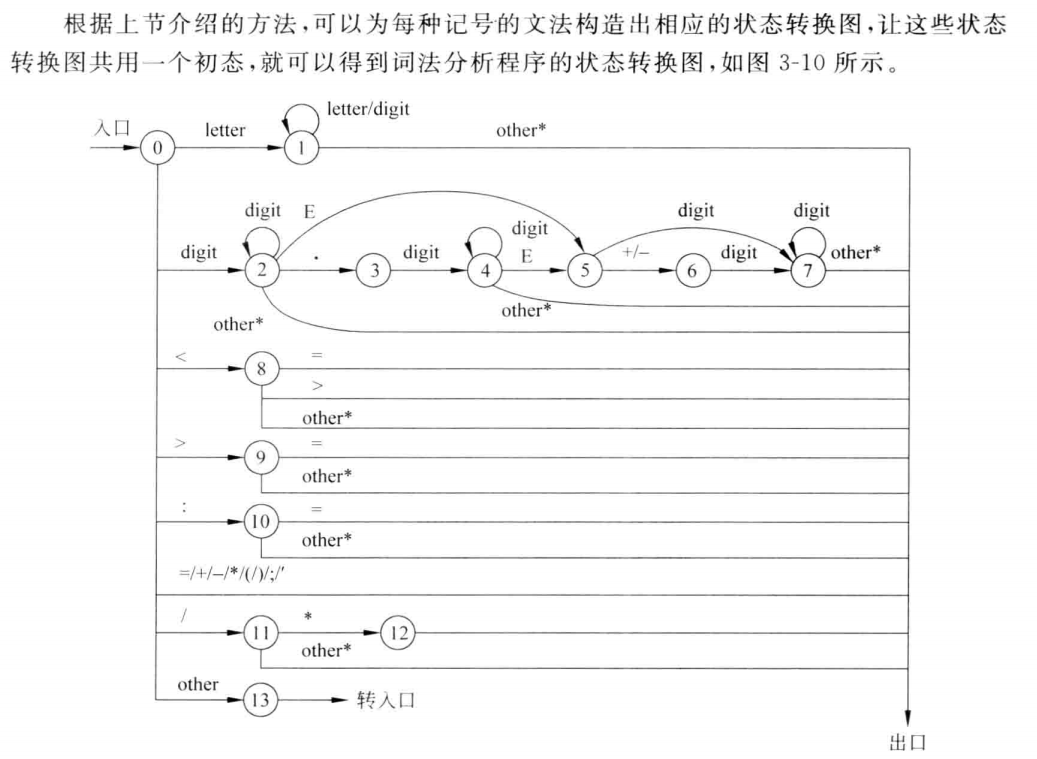 根据上节介绍的方法,可以为每种记号的文法构造出相应的状态转换图,让这些状态
转换图共用一个初态,就可以得到词法分析程序的状态转换图,如图 3-10 所示。
letter/digit
入口 0 letter 1 other*
digit E digit digit digit
digit 2 . 3 digit 4 E 5 +/− 6 digit 7 other*
other*
other*
< 8 =
>
other*
> 9 =
other*
: 10 =
other*
=/+/−/*/(/)/;/'
/ 11 * 12
other*
other 13 转入口
出口